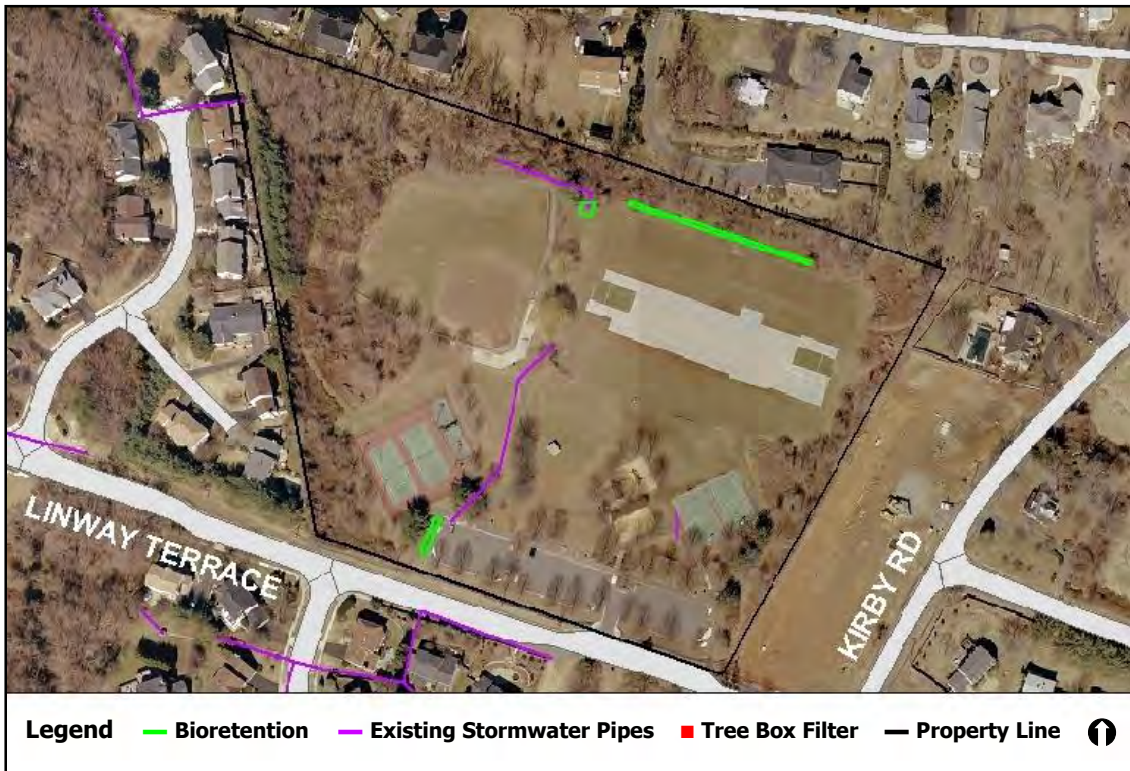 LINWAY TERRACE
KIRBY RD
Legend Bioretention Existing Stormwater Pipes Tree Box Filter Property Line